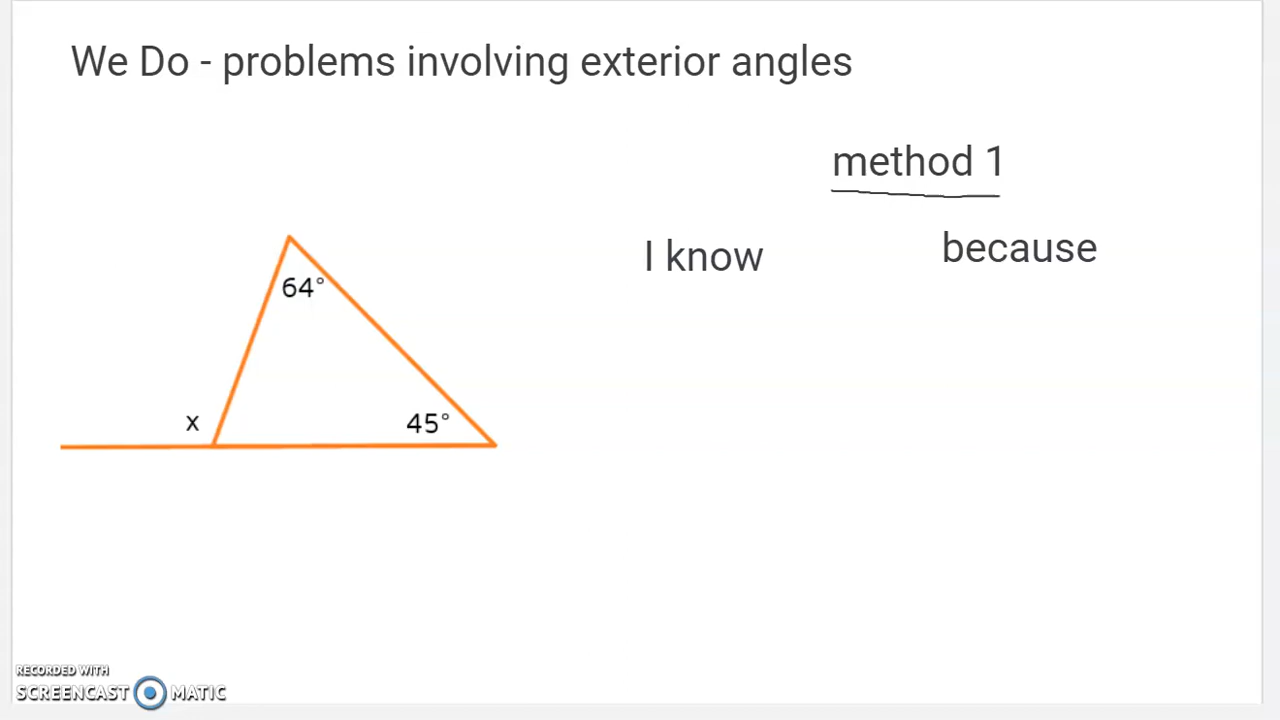 We Do - problems involving exterior angles
method 1
I know because
64°
x 45°
RECORDED WITH
SCREENCAST MATIC